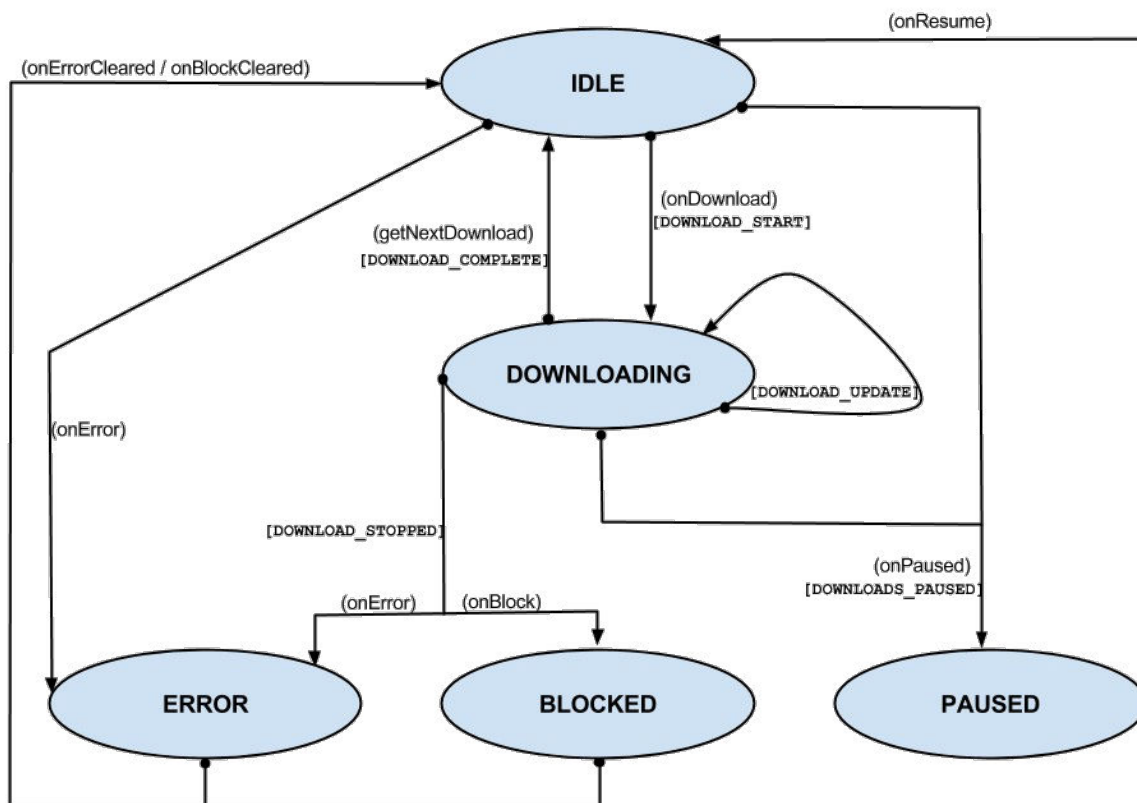 (onResume)
(onErrorCleared / onBlockCleared)
IDLE
(onDownload)
[DOWNLOAD_START]
(getNextDownload)
[DOWNLOAD_COMPLETE]
DOWNLOADING
[DOWNLOAD_UPDATE]
(onError)
[DOWNLOAD_STOPPED]
(onPaused)
[DOWNLOADS_PAUSED]
(onError)
(onBlock)
ERROR
BLOCKED
PAUSED